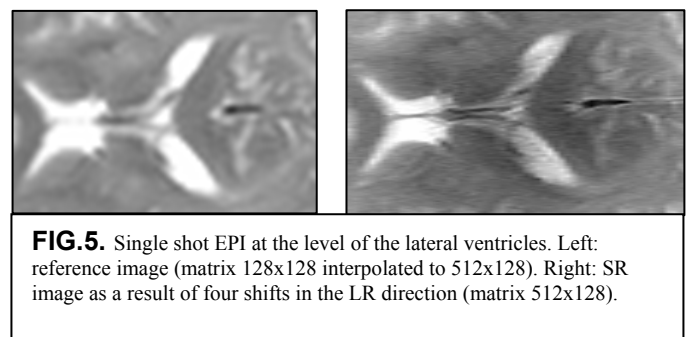 FIG.5. Single shot EPI at the level of the lateral ventricles. Left:
reference image (matrix 128x128 interpolated to 512x128). Right: SR
image as a result of four shifts in the LR direction (matrix 512x128).